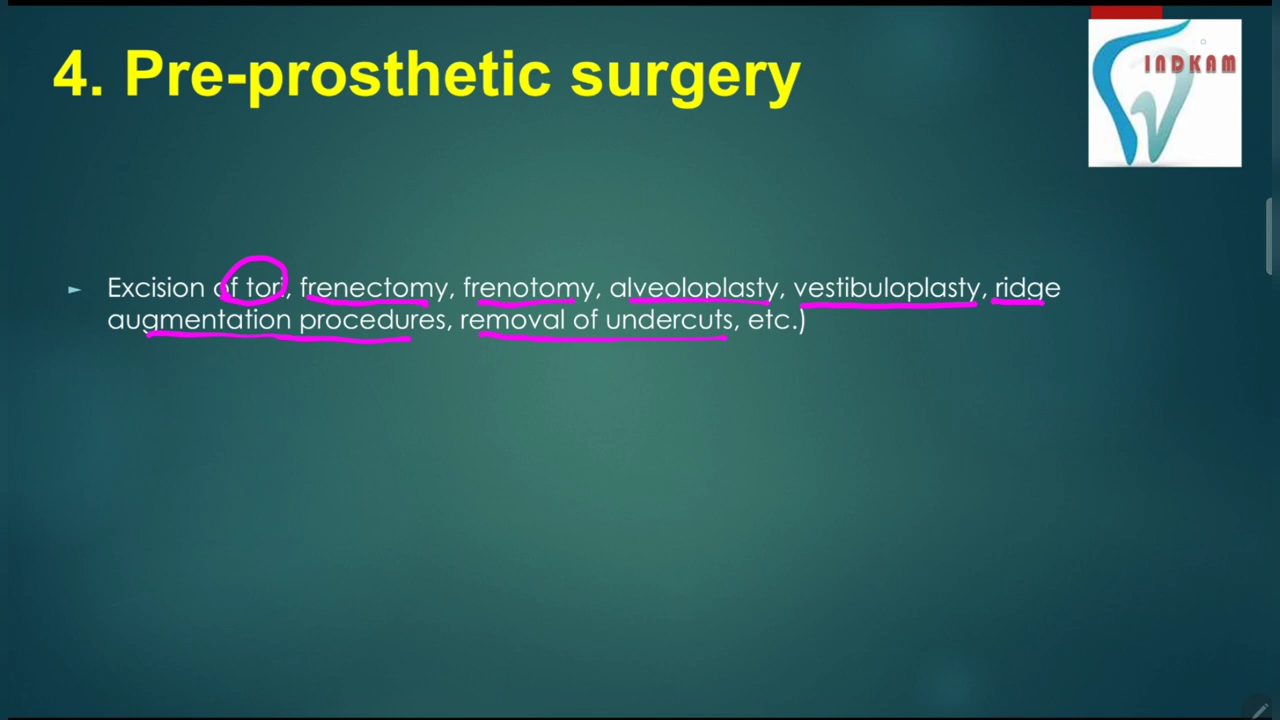 4. Pre-prosthetic surgery
INDKAM
► Excision of tori, frenectomy, frenotomy, alveoloplasty, vestibuloplasty, ridge
augmentation procedures, removal of undercuts, etc.)